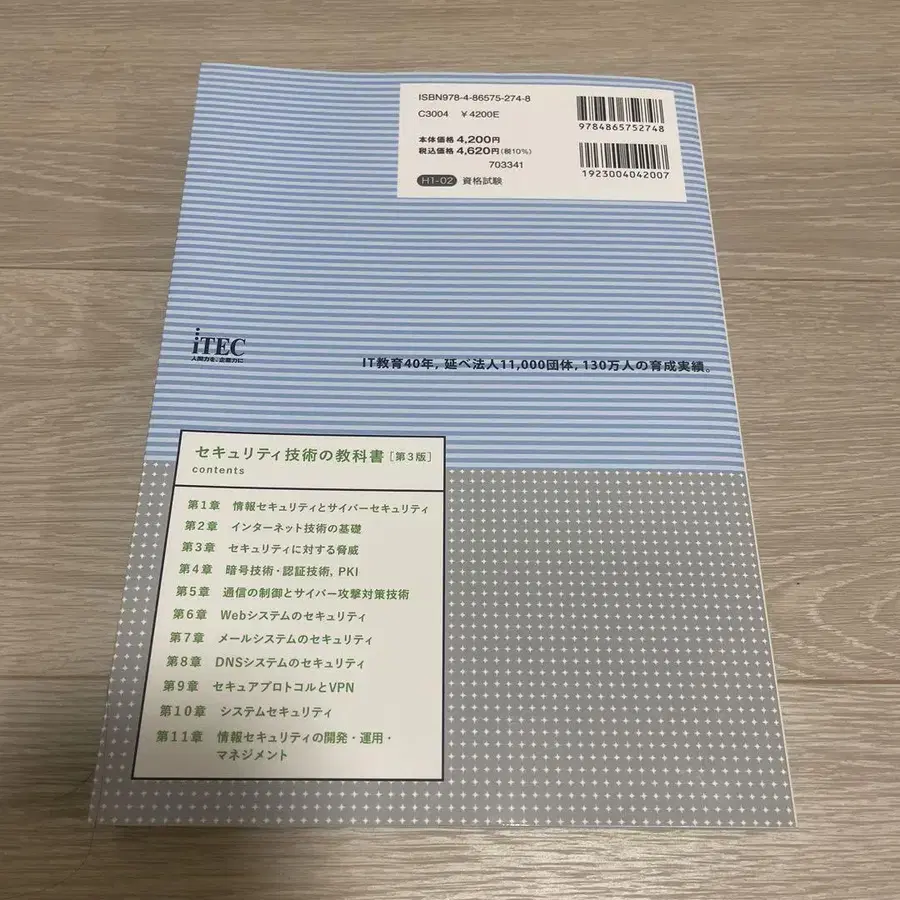 ISBN978-4-86575-274-8
C3004 ￥4200E
本体価格4,200円
税込価格4,620円(税10%)
703341
H1-02 資格試験
9784865752748
1923004042007
iTEC
人間力を、企業力に
IT教育40年，延べ法人11,000団体，130万人の育成実績。
セキュリティ技術の教科書［第3版］
contents
第1章 情報セキュリティとサイバーセキュリティ
第2章 インターネット技術の基礎
第3章 セキュリティに対する脅威
第4章 暗号技術・認証技術，PKI
第5章 通信の制御とサイバー攻撃対策技術
第6章 Webシステムのセキュリティ
第7章 メールシステムのセキュリティ
第8章 DNSシステムのセキュリティ
第9章 セキュアプロトコルとVPN
第10章 システムセキュリティ
第11章 情報セキュリティの開発・運用・
マネジメント